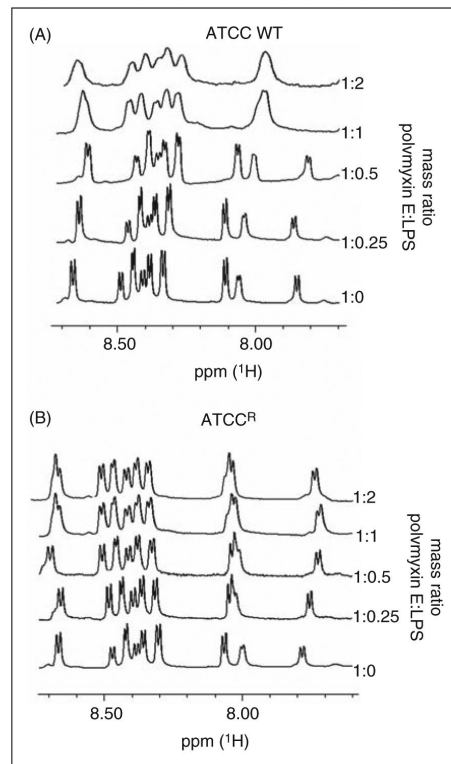 (A)
ATCC WT
1:2
1:1
1:0.5
1:0.25
1:0
mass ratio
polvmyxin E:LPS
8.50
8.00
ppm (¹H)
(B)
ATCCᴿ
1:2
1:1
1:0.5
1:0.25
1:0
mass ratio
polvmyxin E:LPS
8.50
8.00
ppm (¹H)